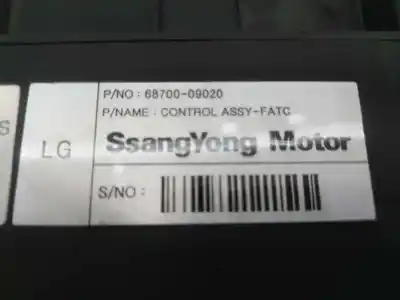 P/NO : 68700-09020
P/NAME : CONTROL ASSY-FATC
S
LG
SsangYong Motor
S/NO :